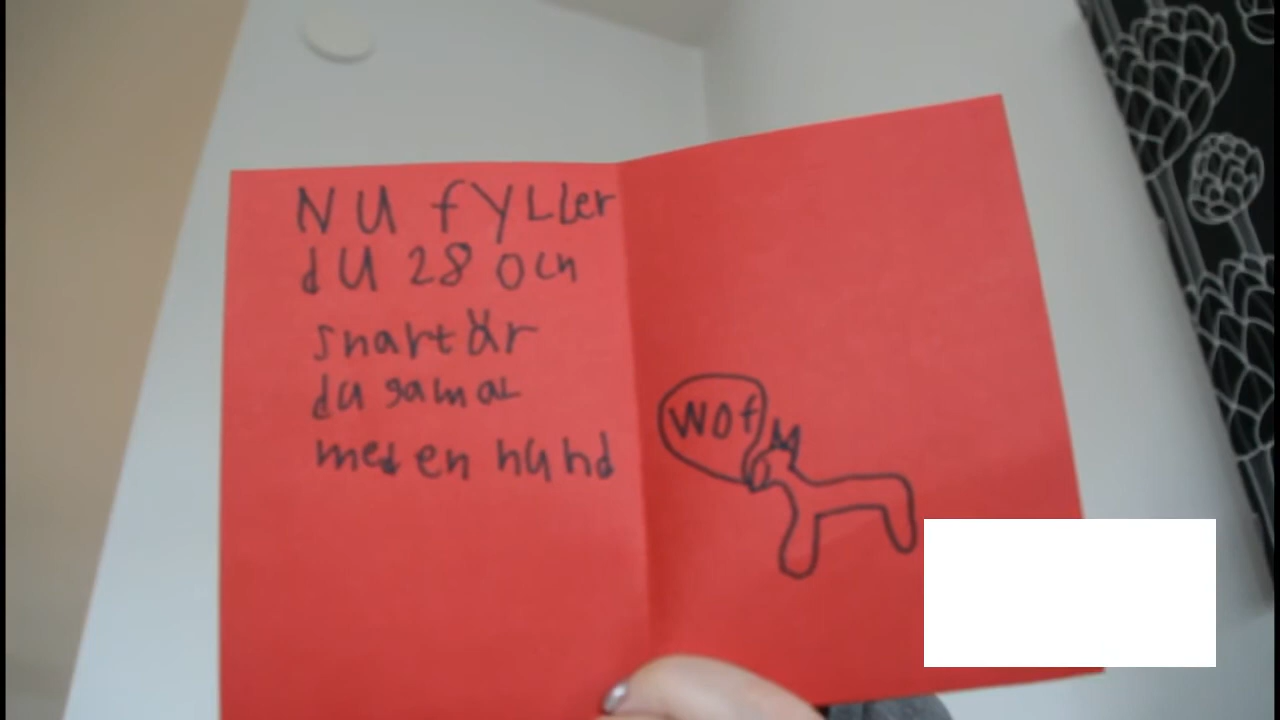 NU fYLLer
dU 28 och
snart är
du gamal
med en hund
wof